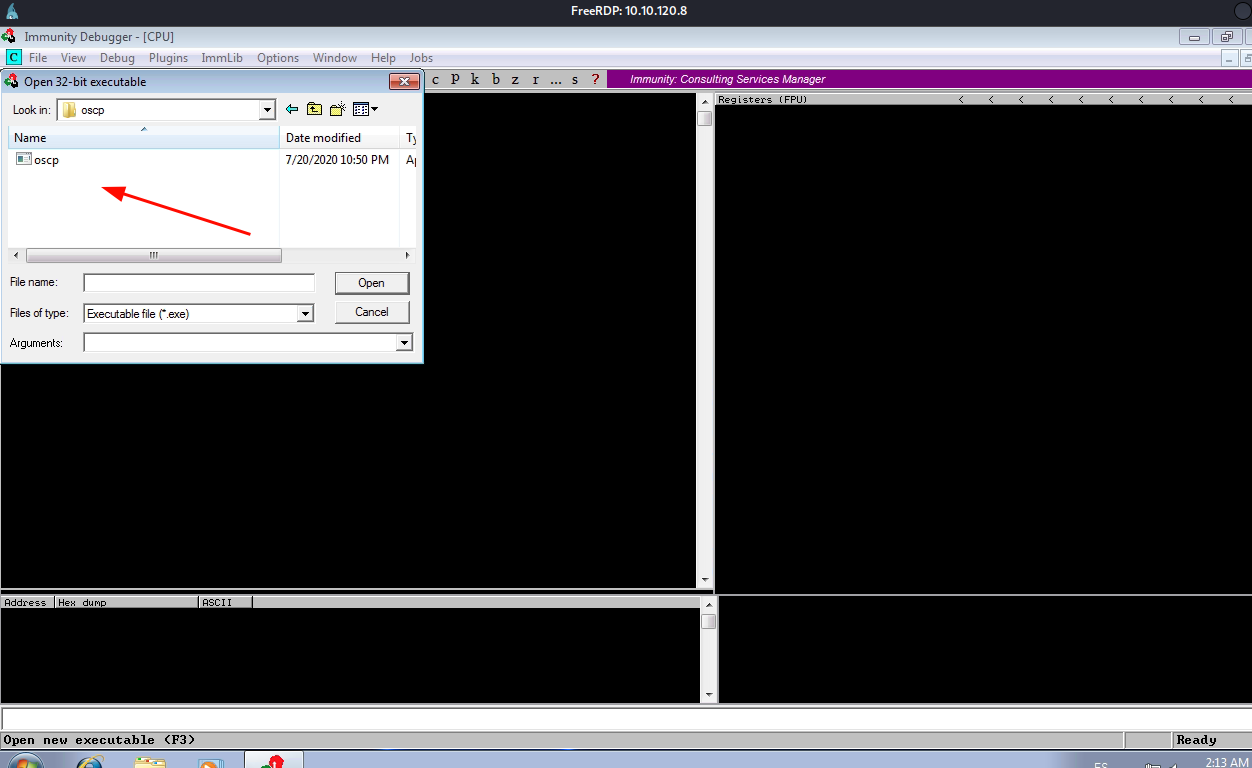 FreeRDP: 10.10.120.8
Immunity Debugger - [CPU]
C File View Debug Plugins ImmLib Options Window Help Jobs
Open 32-bit executable
c p k b z r ... s ?
Immunity: Consulting Services Manager
Look in: oscp
Registers (FPU) < < < < < < < < < <
Name Date modified Ty
oscp 7/20/2020 10:50 PM Ap
File name: Open
Files of type: Executable file (*.exe) Cancel
Arguments:
Address Hex dump ASCII
Open new executable (F3) Ready
ES 2:13 AM